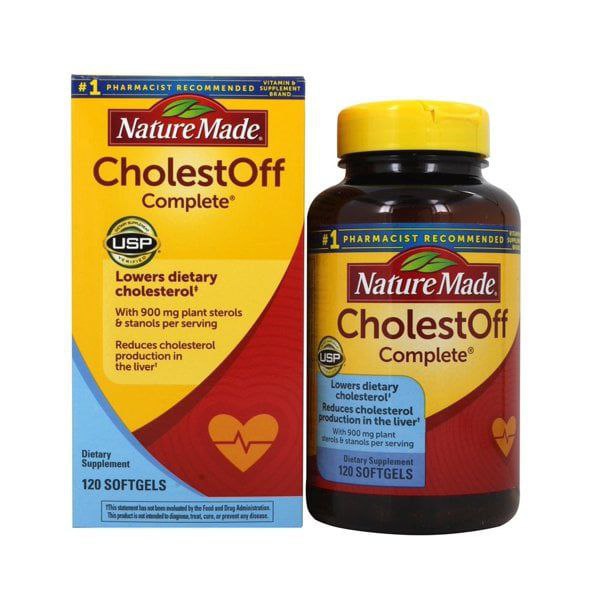 #1 PHARMACIST RECOMMENDED VITAMIN & SUPPLEMENT BRAND
Nature Made®
CholestOff
Complete®
DIETARY SUPPLEMENT
USP
VERIFIED
Lowers dietary
cholesterol‡
With 900 mg plant sterols
& stanols per serving
Reduces cholesterol
production in
the liver†
Dietary
Supplement
120 SOFTGELS
†This statement has not been evaluated by the Food and Drug Administration.
This product is not intended to diagnose, treat, cure, or prevent any disease.
#1 PHARMACIST RECOMMENDED
Nature Made®
CholestOff
Complete®
USP
Lowers dietary
cholesterol‡
Reduces cholesterol
production in the liver†
With 900 mg plant
sterols & stanols per serving
Dietary Supplement
120 SOFTGELS